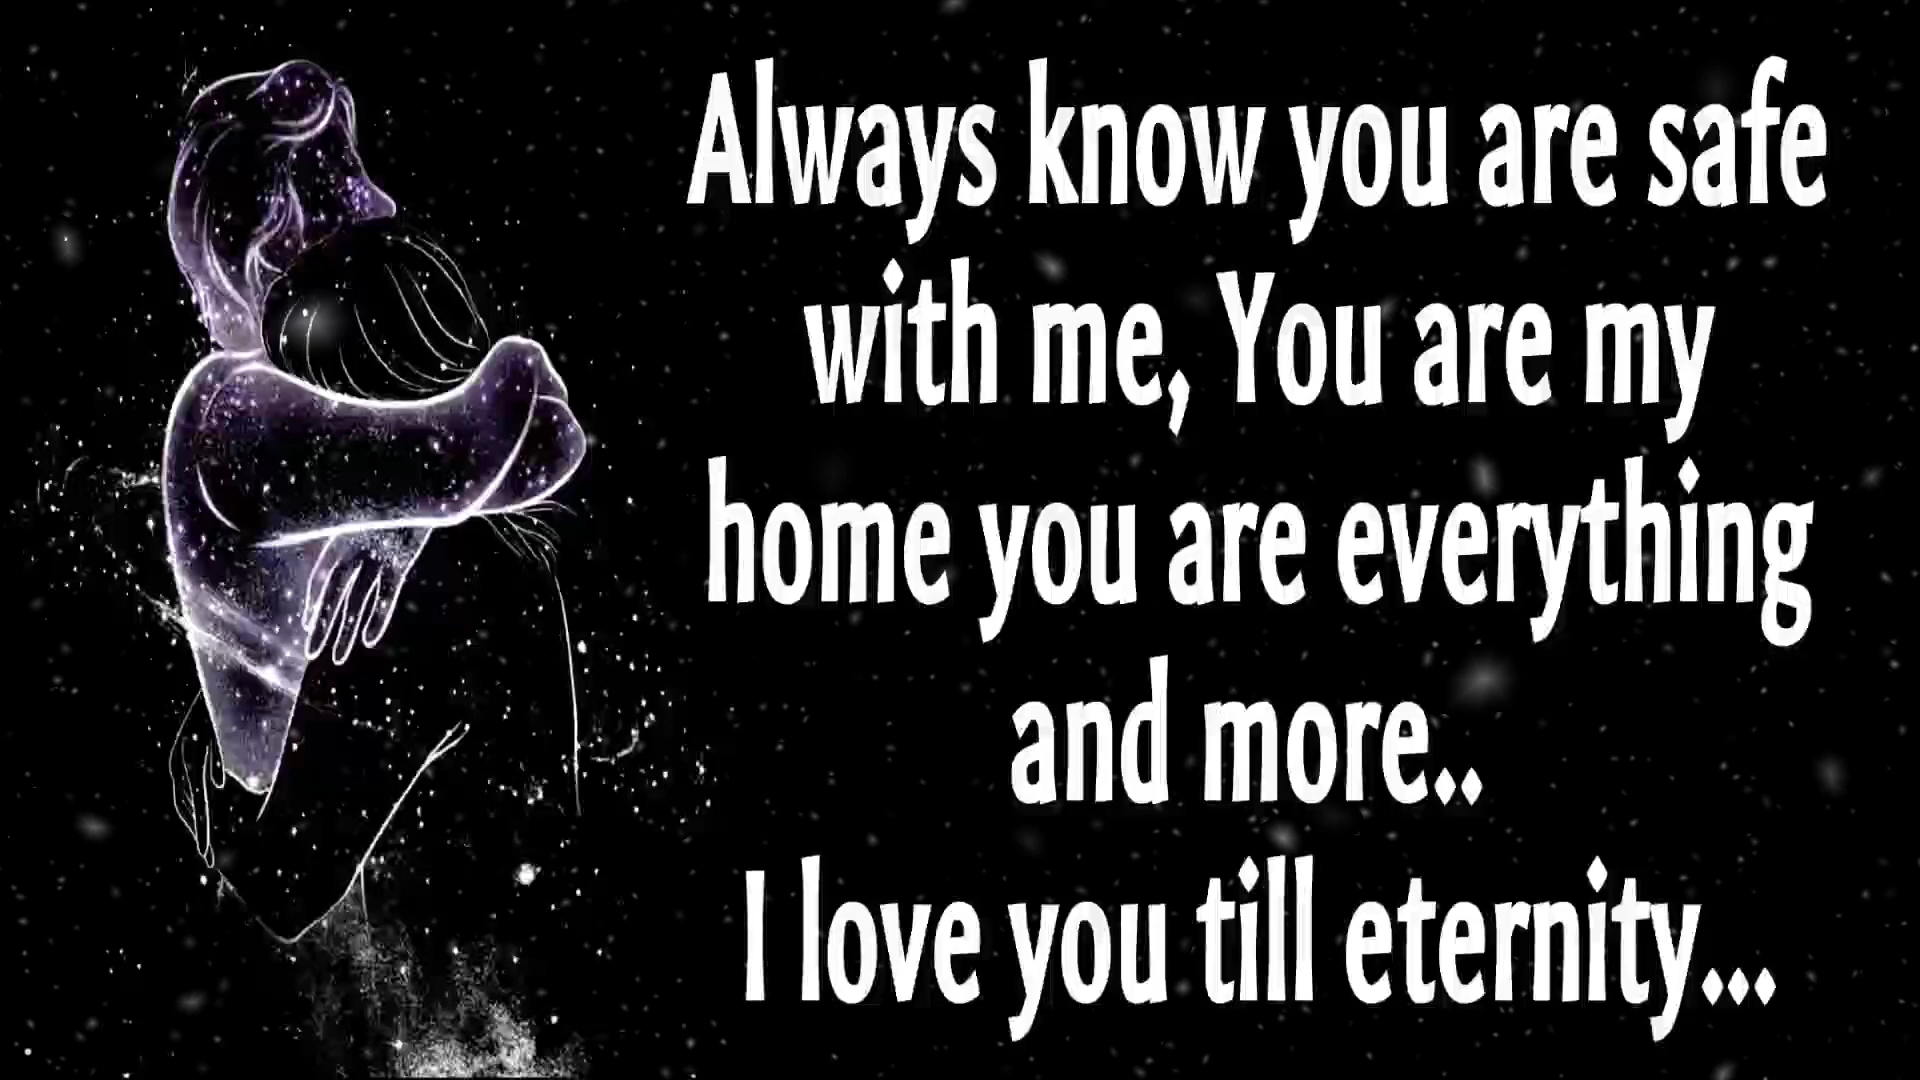 Always know you are safe
with me, You are my
home you are everything
and more..
I love you till eternity...